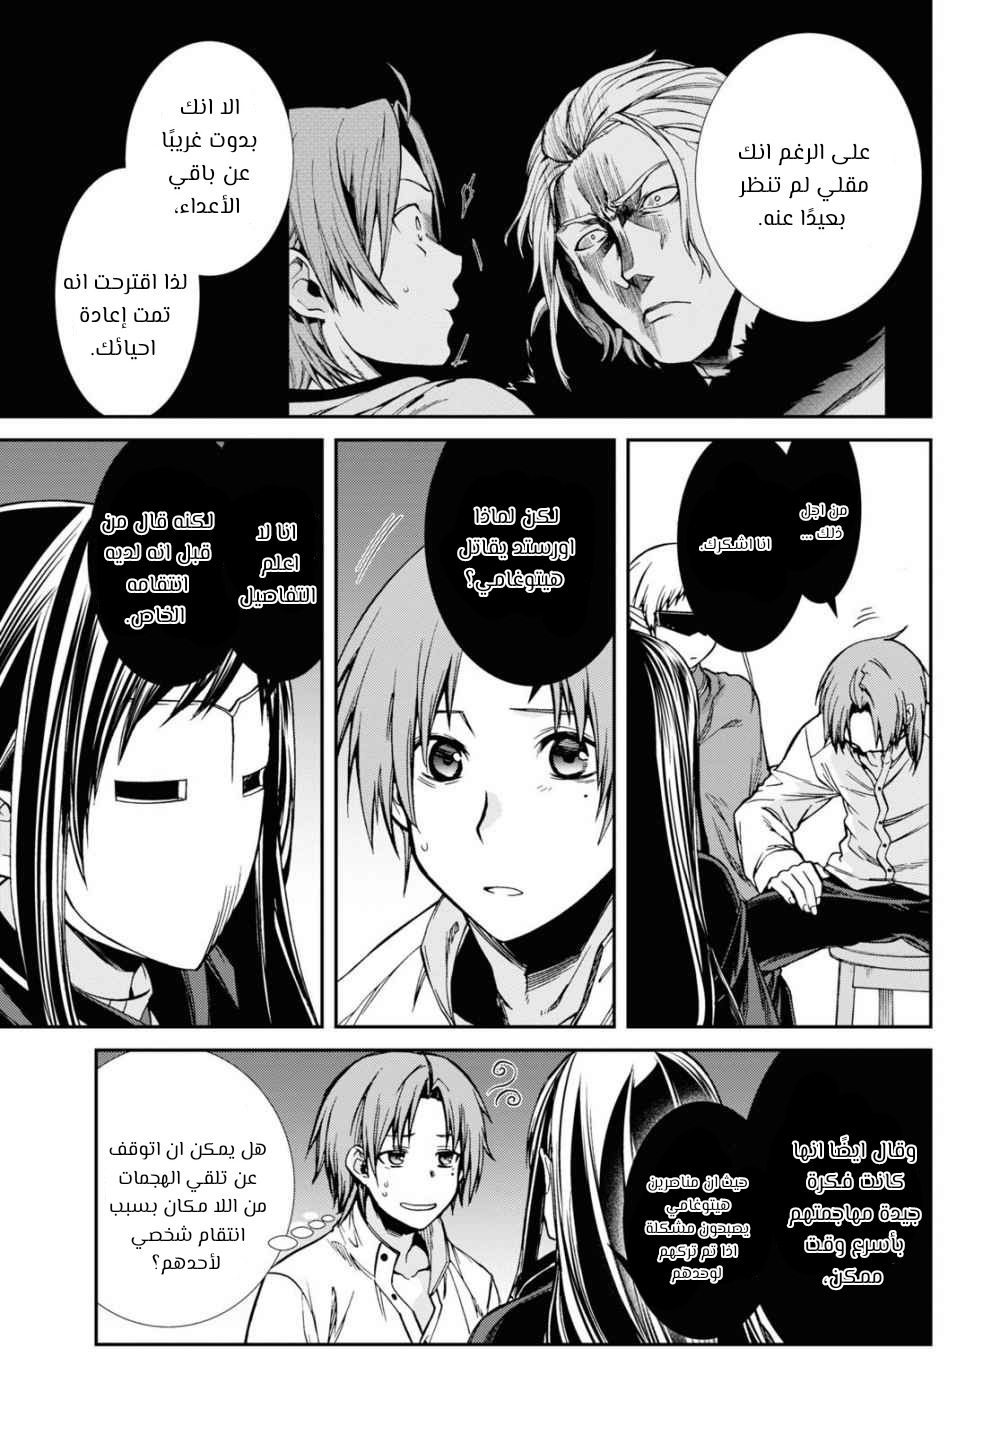 على الرغم انك
مقلي لم تنظر
بعيدًا عنه.
الا انك
بدوت غريبًا
عن باقي
الأعداء،
لذا اقترحت انه
تمت إعادة
احيائك.
من اجل
ذلك ...
انا اشكرك.
لكن لماذا
اورستد يقاتل
هيتوغامي؟
انا لا
اعلم
التفاصيل
لكنه قال من
قبل انه لديه
انتقامه
الخاص.
وقال ايضًا انها
كانت فكرة
جيدة مهاجمتهم
بأسرع وقت
ممكن،
حيث ان مناصرين
هيتوغامي
يصبحون مشكلة
اذا تم تركهم
لوحدهم
هل يمكن ان اتوقف
عن تلقي الهجمات
من اللا مكان بسبب
انتقام شخصي
لأحدهم؟